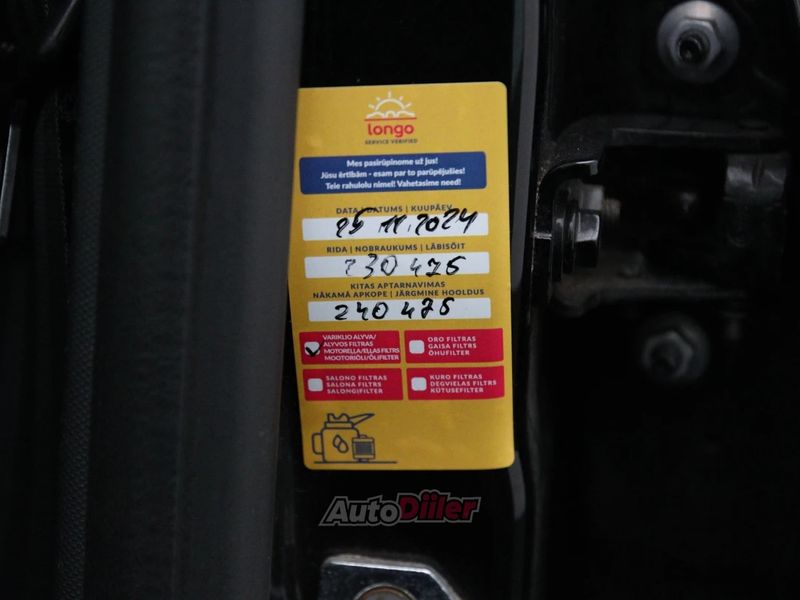 longo
SERVICE VERIFIED
Mes pasirūpinome už jus!
Jūsu ērtībām - esam par to parūpējušies!
Teie rahulolu nimel! Vahetasime need!
DATA | DATUMS | KUUPÄEV
25 11.2024
RIDA | NOBRAUKUMS | LÄBISÕIT
230 476
KITAS APTARNAVIMAS
NĀKAMĀ APKOPE | JÄRGMINE HOOLDUS
240 476
VARIKLIO ALYVA/
ALYVOS FILTRAS
MOTOREĻĻA/EĻĻAS FILTRS
MOOTORIÕLI/ÕLIFILTER
ORO FILTRAS
GAISA FILTRS
ÕHUFILTER
SALONO FILTRAS
SALONA FILTRS
SALONGIFILTER
KURO FILTRAS
DEGVIELAS FILTRS
KÜTUSEFILTER
AutoDiiler